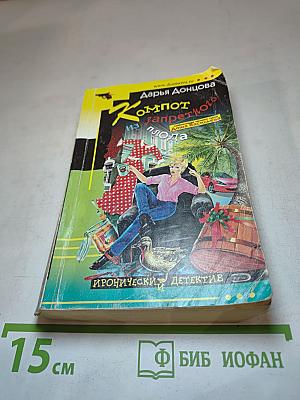 Дарья Донцова
Компот
из запретного
плода
ИРОНИЧЕСКИЙ ДЕТЕКТИВ
15 см
БИБ ИОФАН